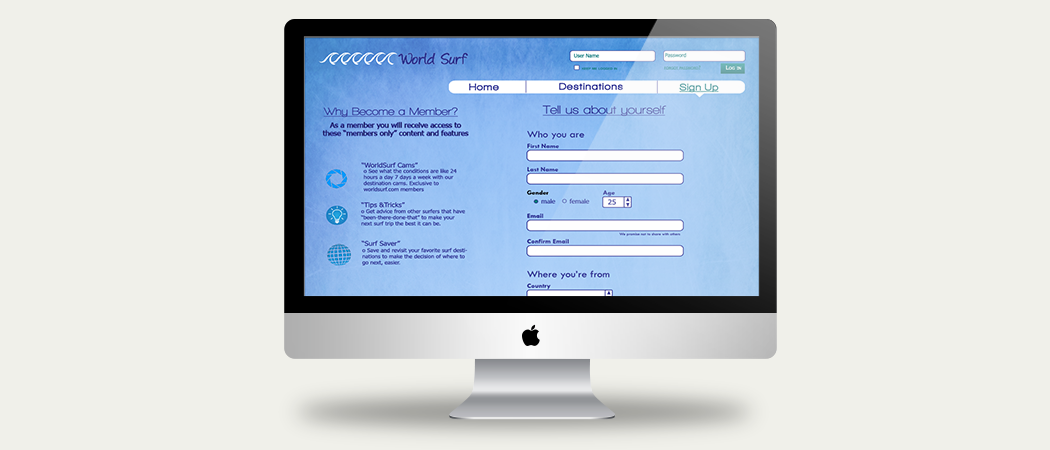 World Surf
User Name
Password
Log in
Home
Destinations
Sign Up
Why Become a Member?
As a member you will receive access to
these "members only" content and features
"WorldSurf Cams"
o See what the conditions are like 24
hours a day 7 days a week with our
destination cams. Exclusive to
worldsurf.com members
"Tips &Tricks"
o Get advice from other surfers that have
"been-there-done-that" to make your
next surf trip the best it can be.
"Surf Saver"
o Save and revisit your favorite surf desti-
nations to make the decision of where to
go next, easier.
Tell us about yourself
Who you are
First Name
Last Name
Gender
Age
male
female
25
Email
We promise not to share with others
Confirm Email
Where you're from
Country